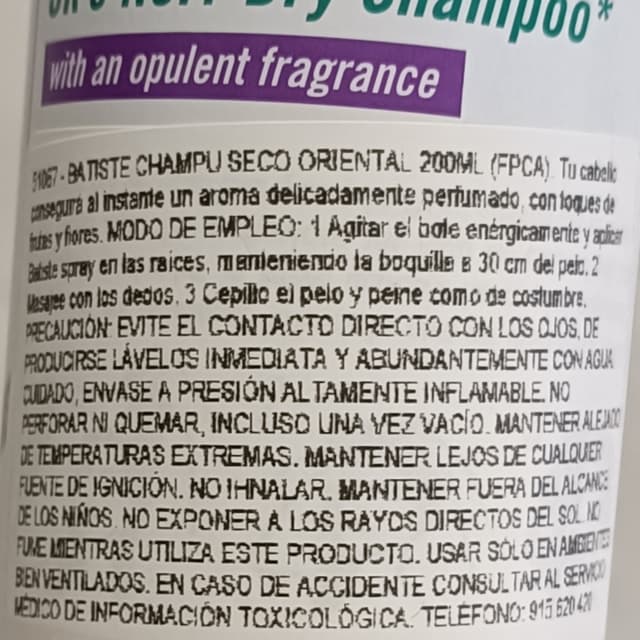 Dry Shampoo*
with an opulent fragrance
51067 - BATISTE CHAMPU SECO ORIENTAL 200ML (FPCA). Tu cabello
conseguirá al instante un aroma delicadamente perfumado, con toques de
frutas y flores. MODO DE EMPLEO: 1 Agitar el bote enérgicamente y aplicar
Batiste spray en las raices, manteniendo la boquilla a 30 cm del pelo. 2
Masajee con los dedos. 3 Cepille el pelo y peine como de costumbre.
PRECAUCIÓN: EVITE EL CONTACTO DIRECTO CON LOS OJOS, DE
PRODUCIRSE LÁVELOS INMEDIATA Y ABUNDANTEMENTE CON AGUA.
CUIDADO, ENVASE A PRESIÓN ALTAMENTE INFLAMABLE. NO
PERFORAR NI QUEMAR, INCLUSO UNA VEZ VACÍO. MANTENER ALEJADO
DE TEMPERATURAS EXTREMAS. MANTENER LEJOS DE CUALQUIER
FUENTE DE IGNICIÓN. NO IHNALAR. MANTENER FUERA DEL ALCANCE
DE LOS NIÑOS. NO EXPONER A LOS RAYOS DIRECTOS DEL SOL. NO
FUME MIENTRAS UTILIZA ESTE PRODUCTO. USAR SÓLO EN AMBIENTES
BIEN VENTILADOS. EN CASO DE ACCIDENTE CONSULTAR AL SERVICIO
MÉDICO DE INFORMACIÓN TOXICOLÓGICA. TELÉFONO: 915 620 420